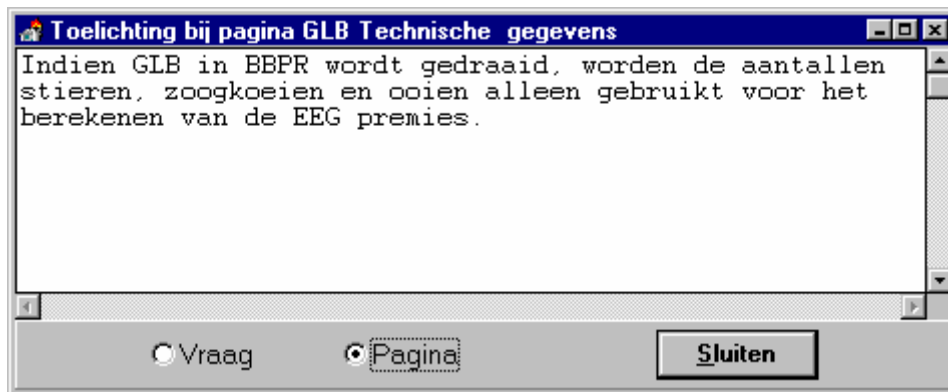 Toelichting bij pagina GLB Technische gegevens
Indien GLB in BBPR wordt gedraaid, worden de aantallen
stieren, zoogkoeien en ooien alleen gebruikt voor het
berekenen van de EEG premies.
Vraag Pagina Sluiten